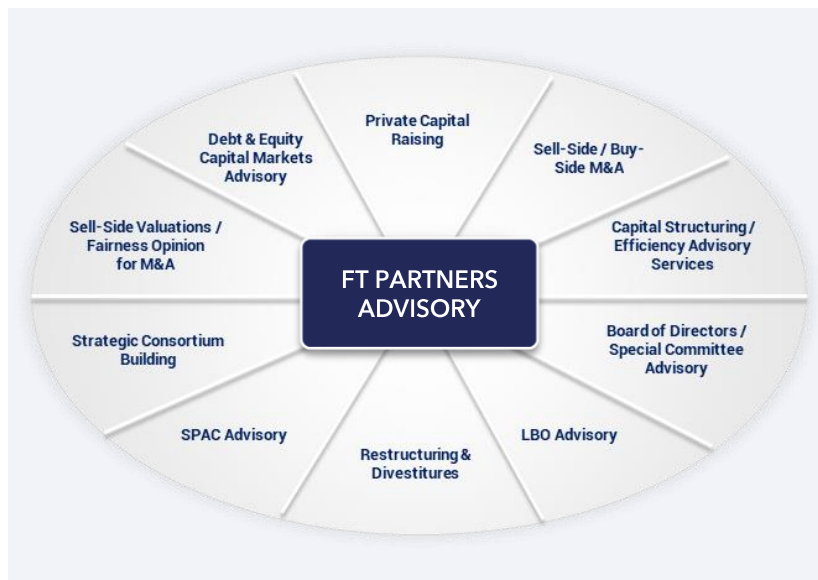 Private Capital
Raising
Sell-Side / Buy-
Side M&A
Capital Structuring /
Efficiency Advisory
Services
Board of Directors /
Special Committee
Advisory
LBO Advisory
Restructuring &
Divestitures
SPAC Advisory
Strategic Consortium
Building
Sell-Side Valuations /
Fairness Opinion
for M&A
Debt & Equity
Capital Markets
Advisory
FT PARTNERS
ADVISORY